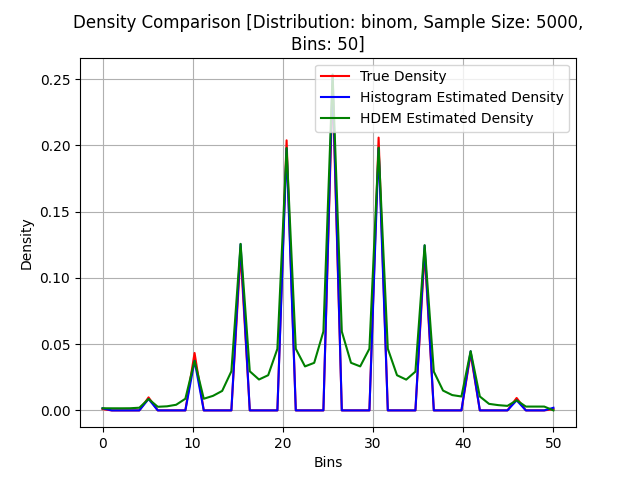 Density Comparison [Distribution: binom, Sample Size: 5000,
Bins: 50]
True Density
Histogram Estimated Density
HDEM Estimated Density
Density
0.25
0.20
0.15
0.10
0.05
0.00
0 10 20 30 40 50
Bins